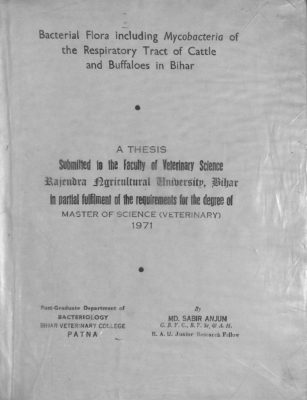 Bacterial Flora including Mycobacteria of
the Respiratory Tract of Cattle
and Buffaloes in Bihar
A THESIS
Submitted to the Faculty of Veterinary Science
Rajendra Agricultural University, Bihar
in partial fulfilment of the requirements for the degree of
MASTER OF SCIENCE (VETERINARY)
1971
Post-Graduate Department of
BACTERIOLOGY
BIHAR VETERINARY COLLEGE
PATNA
By
MD. SABIR ANJUM
G. B. V. C., B. V. Sc. & A. H.
R. A. U. Junior Research Fellow